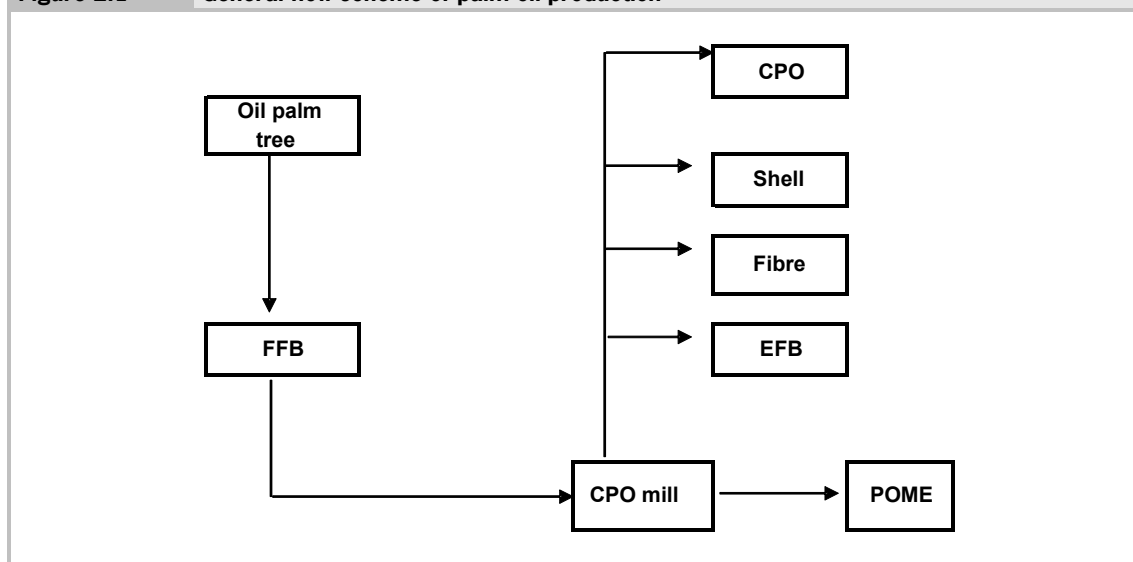 Oil palm
tree
FFB
CPO
Shell
Fibre
EFB
CPO mill
POME